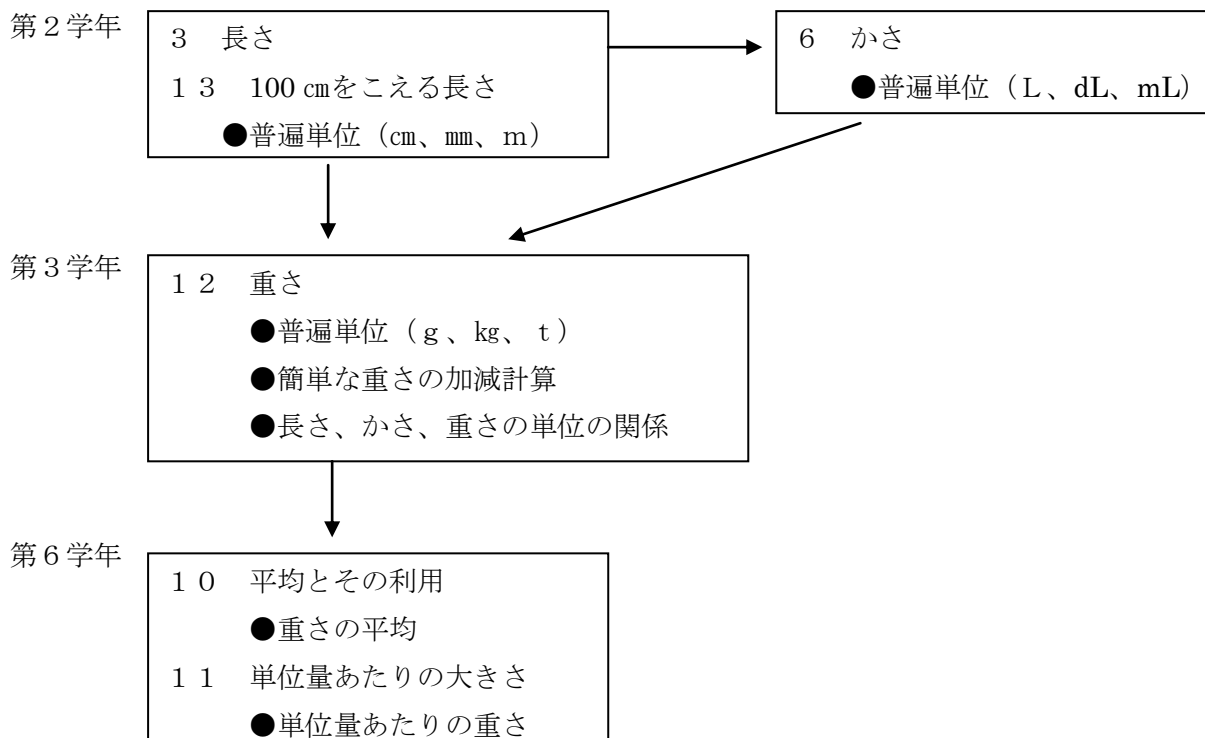 第２学年
３　長さ
１３　100 ㎝をこえる長さ
●普遍単位（㎝、㎜、ｍ）
６　かさ
●普遍単位（Ｌ、dL、mL）
第３学年
１２　重さ
●普遍単位（ｇ、㎏、ｔ）
●簡単な重さの加減計算
●長さ、かさ、重さの単位の関係
第６学年
１０　平均とその利用
●重さの平均
１１　単位量あたりの大きさ
●単位量あたりの重さ